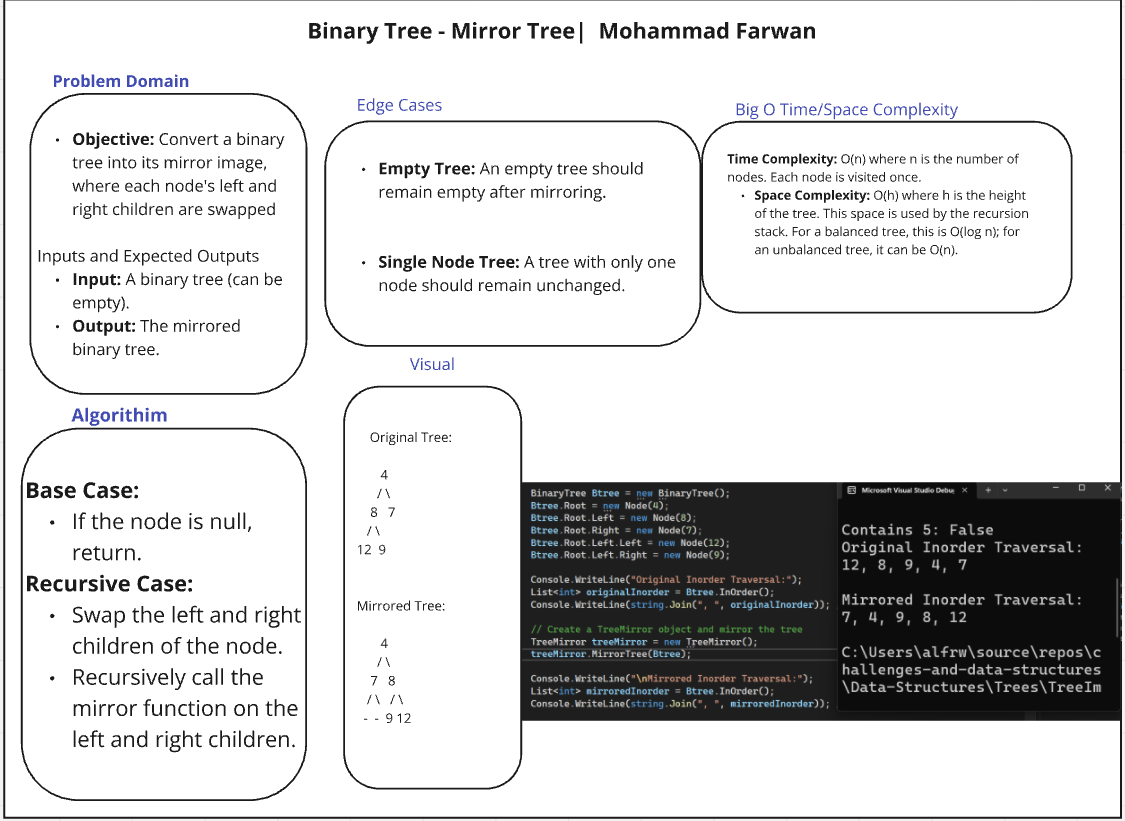 Binary Tree - Mirror Tree| Mohammad Farwan
Problem Domain
• Objective: Convert a binary
tree into its mirror image,
where each node's left and
right children are swapped
Inputs and Expected Outputs
• Input: A binary tree (can be
empty).
• Output: The mirrored
binary tree.
Edge Cases
• Empty Tree: An empty tree should
remain empty after mirroring.
• Single Node Tree: A tree with only one
node should remain unchanged.
Big O Time/Space Complexity
Time Complexity: O(n) where n is the number of
nodes. Each node is visited once.
• Space Complexity: O(h) where h is the height
of the tree. This space is used by the recursion
stack. For a balanced tree, this is O(log n); for
an unbalanced tree, it can be O(n).
Algorithim
Base Case:
• If the node is null,
return.
Recursive Case:
• Swap the left and right
children of the node.
• Recursively call the
mirror function on the
left and right children.
Visual
Original Tree:
4
/ \
8 7
/ \
12 9
Mirrored Tree:
4
/ \
7 8
/ \ / \
- - 9 12
BinaryTree Btree = new BinaryTree();
Btree.Root = new Node(4);
Btree.Root.Left = new Node(8);
Btree.Root.Right = new Node(7);
Btree.Root.Left.Left = new Node(12);
Btree.Root.Left.Right = new Node(9);
Console.WriteLine("Original Inorder Traversal:");
List<int> originalInorder = Btree.InOrder();
Console.WriteLine(string.Join(", ", originalInorder));
// Create a TreeMirror object and mirror the tree
TreeMirror treeMirror = new TreeMirror();
treeMirror.MirrorTree(Btree);
Console.WriteLine("\nMirrored Inorder Traversal:");
List<int> mirroredInorder = Btree.InOrder();
Console.WriteLine(string.Join(", ", mirroredInorder));
Microsoft Visual Studio Debu
Contains 5: False
Original Inorder Traversal:
12, 8, 9, 4, 7
Mirrored Inorder Traversal:
7, 4, 9, 8, 12
C:\Users\alfrw\source\repos\c
hallenges-and-data-structures
\Data-Structures\Trees\TreeIm